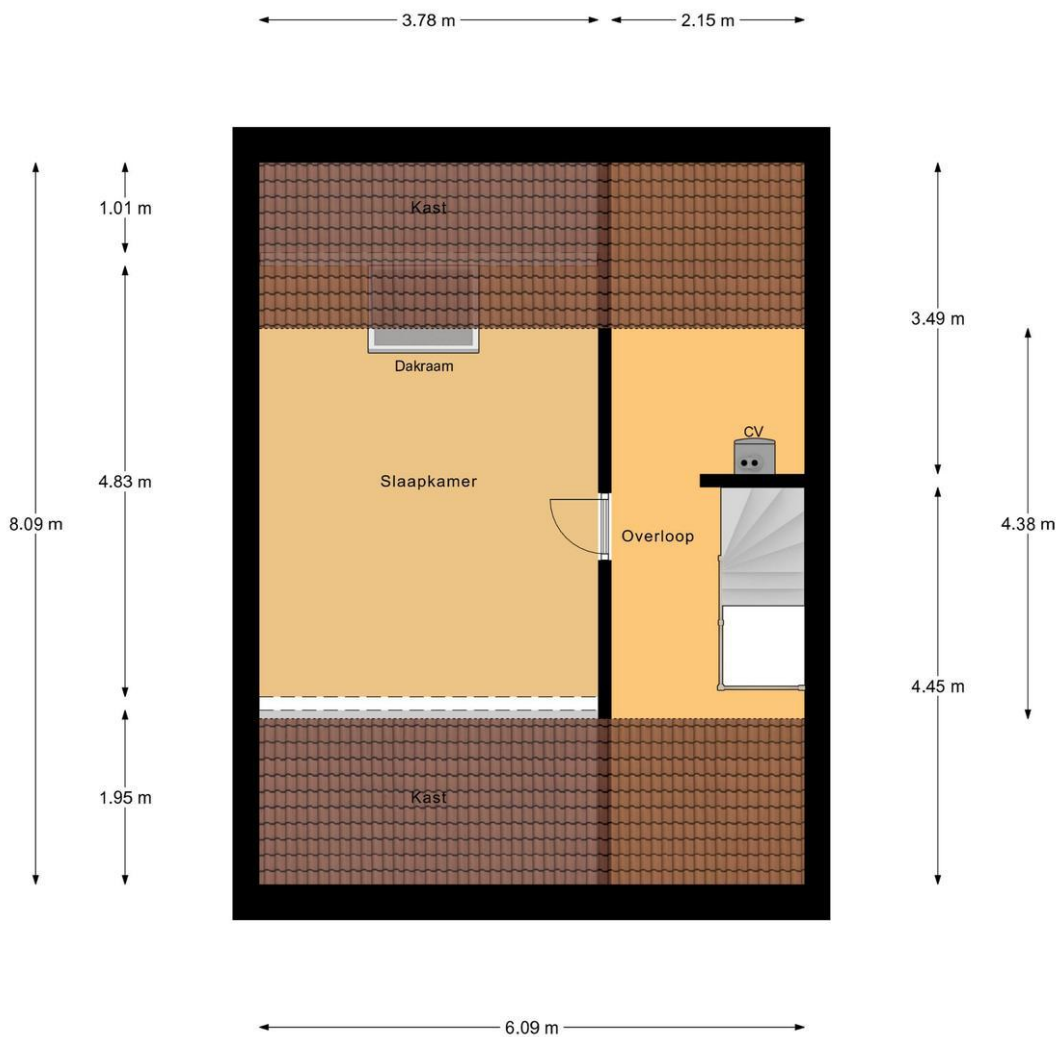 3.78 m
2.15 m
1.01 m
Kast
3.49 m
Dakraam
CV
4.83 m
Slaapkamer
8.09 m
4.38 m
Overloop
4.45 m
1.95 m
Kast
6.09 m